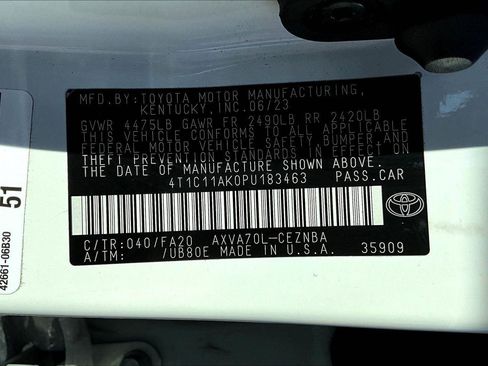 MFD.BY:TOYOTA MOTOR MANUFACTURING,
KENTUCKY, INC.06/23
GVWR 4475LB GAWR FR 2490LB RR 2420LB
THIS VEHICLE CONFORMS TO ALL APPLICABLE
FEDERAL MOTOR VEHICLE SAFETY, BUMPER, AND
THEFT PREVENTION STANDARDS IN EFFECT ON
THE DATE OF MANUFACTURE SHOWN ABOVE.
4T1C11AK0PU183463 PASS.CAR
C/TR:040/FA20 AXVA70L-CEZNBA
A/TM: /UB80E MADE IN U.S.A. 35909
TOYOTA
51
42661-06B30